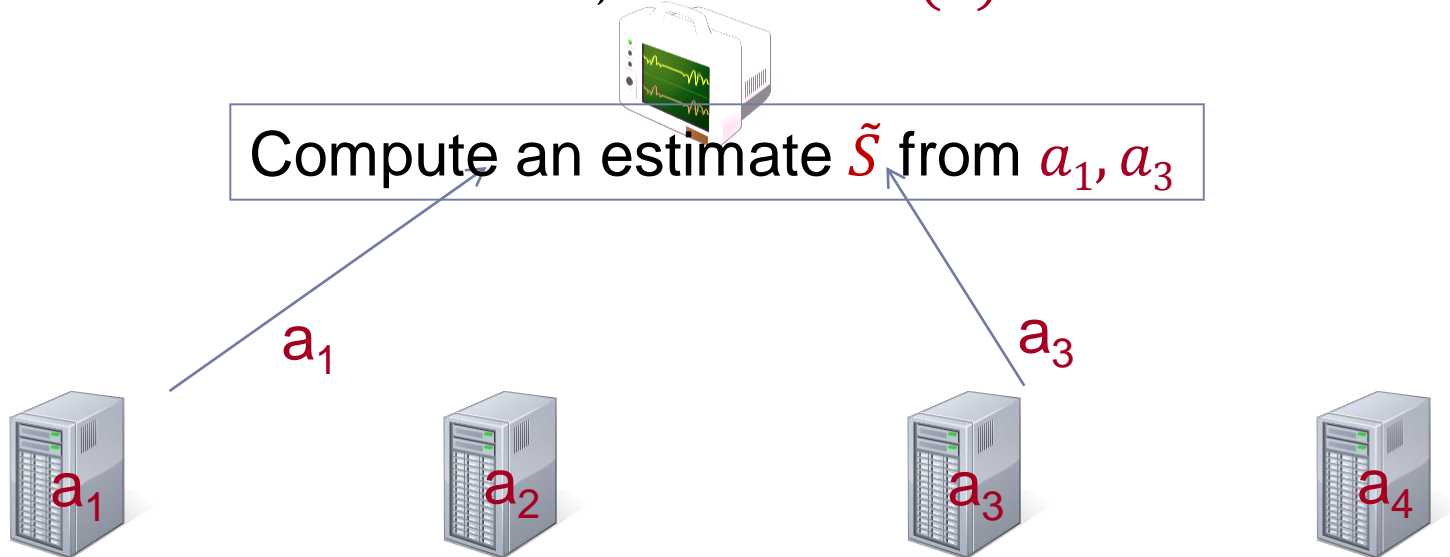 Compute an estimate S̃ from a₁, a₃
a₁
a₃
a₁ a₂ a₃ a₄